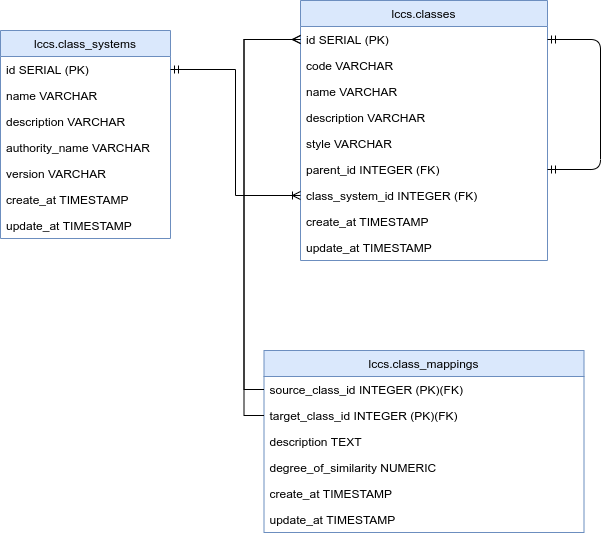 lccs.class_systems
id SERIAL (PK)
name VARCHAR
description VARCHAR
authority_name VARCHAR
version VARCHAR
create_at TIMESTAMP
update_at TIMESTAMP
lccs.classes
id SERIAL (PK)
code VARCHAR
name VARCHAR
description VARCHAR
style VARCHAR
parent_id INTEGER (FK)
class_system_id INTEGER (FK)
create_at TIMESTAMP
update_at TIMESTAMP
lccs.class_mappings
source_class_id INTEGER (PK)(FK)
target_class_id INTEGER (PK)(FK)
description TEXT
degree_of_similarity NUMERIC
create_at TIMESTAMP
update_at TIMESTAMP